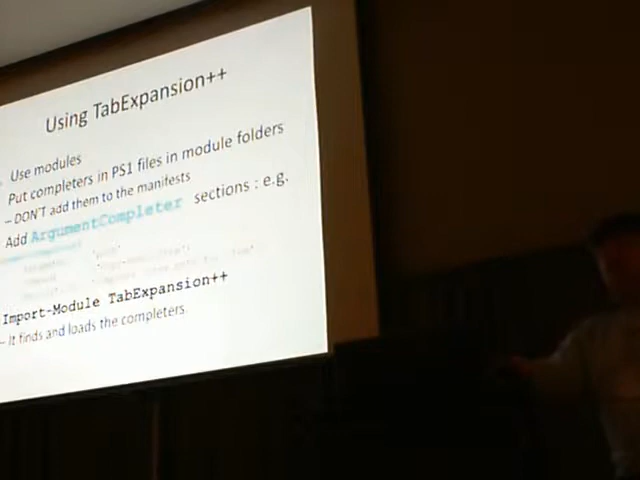 Using TabExpansion++
Use modules
Put completers in PS1 files in module folders
– DON'T add them to the manifests
Add ArgumentCompleter sections : e.g.
Import-Module TabExpansion++
– It finds and loads the completers.